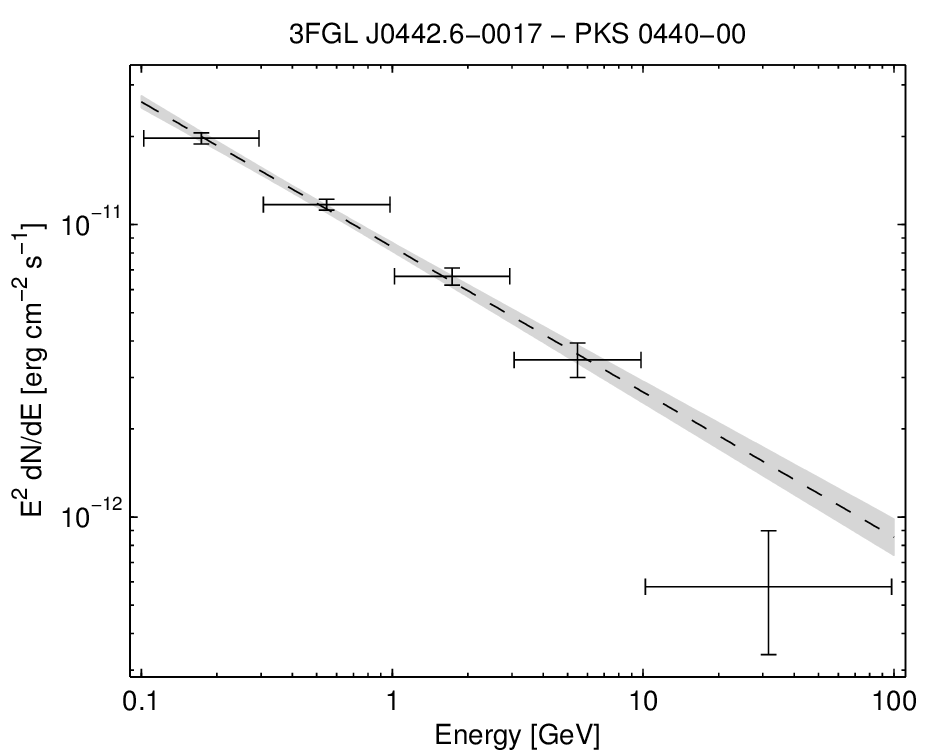 3FGL J0442.6−0017 − PKS 0440−00
E² dN/dE [erg cm⁻² s⁻¹]
10⁻¹¹
10⁻¹²
0.1 1 10 100
Energy [GeV]